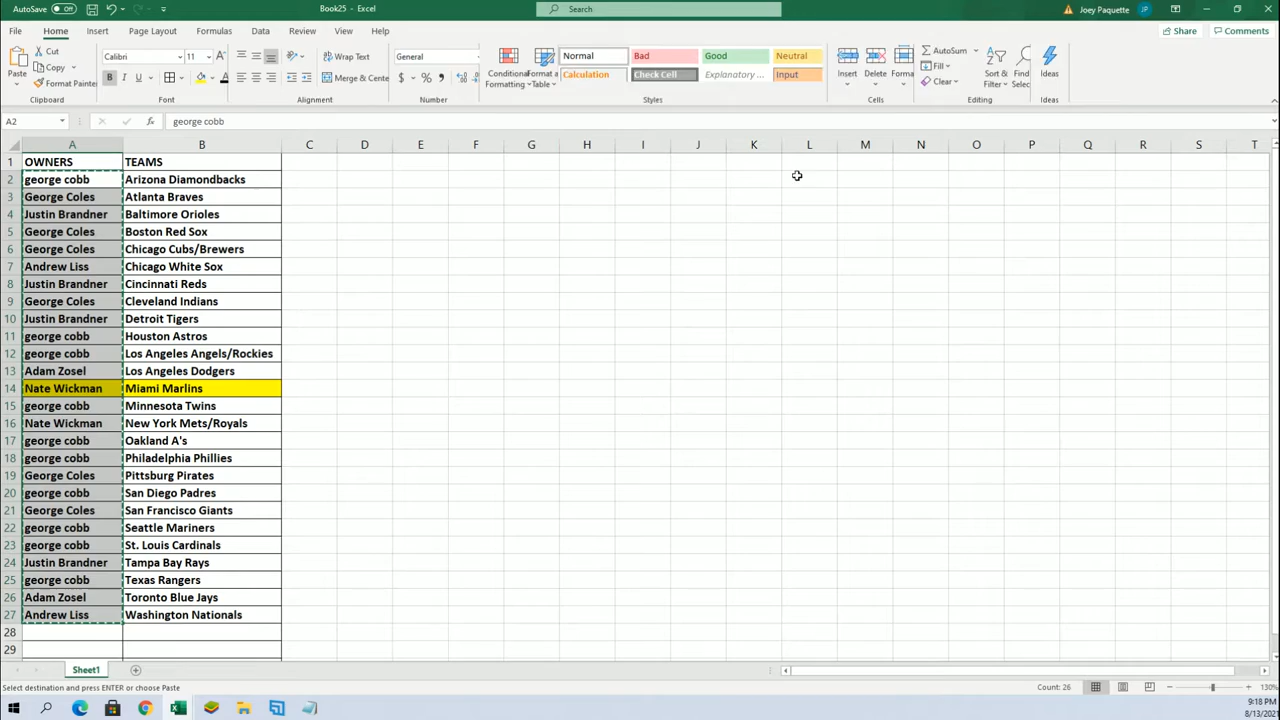 AutoSave Off Book25 - Excel Search Joey Paquette JP
File Home Insert Page Layout Formulas Data Review View Help Share Comments
Cut Calibri 11 Wrap Text General Normal Bad Good Neutral AutoSum
Copy Fill
Paste Format Painter B I U Merge & Cente $ % Conditional Formatting Format a Table Calculation Check Cell Explanatory ... Input Insert Delete Forma Clear Sort & Filter Find Selec Ideas
Clipboard Font Alignment Number Styles Cells Editing Ideas
A2 fx george cobb
A B C D E F G H I J K L M N O P Q R S T
1 OWNERS TEAMS
2 george cobb Arizona Diamondbacks
3 George Coles Atlanta Braves
4 Justin Brandner Baltimore Orioles
5 George Coles Boston Red Sox
6 George Coles Chicago Cubs/Brewers
7 Andrew Liss Chicago White Sox
8 Justin Brandner Cincinnati Reds
9 George Coles Cleveland Indians
10 Justin Brandner Detroit Tigers
11 george cobb Houston Astros
12 george cobb Los Angeles Angels/Rockies
13 Adam Zosel Los Angeles Dodgers
14 Nate Wickman Miami Marlins
15 george cobb Minnesota Twins
16 Nate Wickman New York Mets/Royals
17 george cobb Oakland A's
18 george cobb Philadelphia Phillies
19 George Coles Pittsburg Pirates
20 george cobb San Diego Padres
21 George Coles San Francisco Giants
22 george cobb Seattle Mariners
23 george cobb St. Louis Cardinals
24 Justin Brandner Tampa Bay Rays
25 george cobb Texas Rangers
26 Adam Zosel Toronto Blue Jays
27 Andrew Liss Washington Nationals
28
29
Sheet1
Select destination and press ENTER or choose Paste Count: 26 130%
9:18 PM
8/13/202